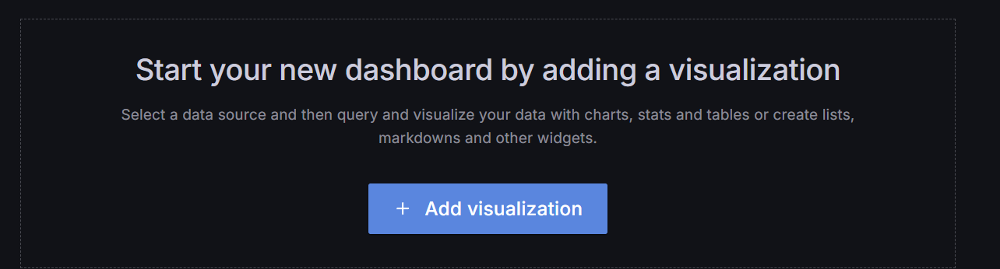 Start your new dashboard by adding a visualization
Select a data source and then query and visualize your data with charts, stats and tables or create lists,
markdowns and other widgets.
+ Add visualization